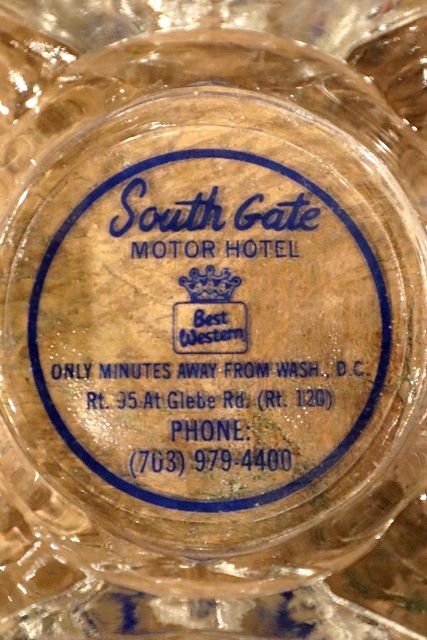 South Gate
MOTOR HOTEL
Best
Western
ONLY MINUTES AWAY FROM WASH., D.C.
Rt. 95 At Glebe Rd. (Rt. 120)
PHONE:
(703) 979-4400